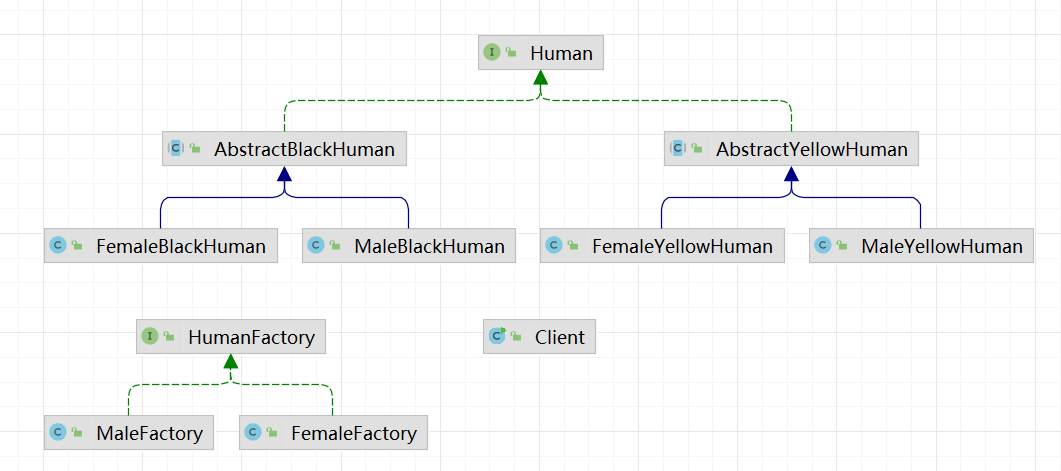 Human
AbstractBlackHuman
AbstractYellowHuman
FemaleBlackHuman
MaleBlackHuman
FemaleYellowHuman
MaleYellowHuman
HumanFactory
Client
MaleFactory
FemaleFactory